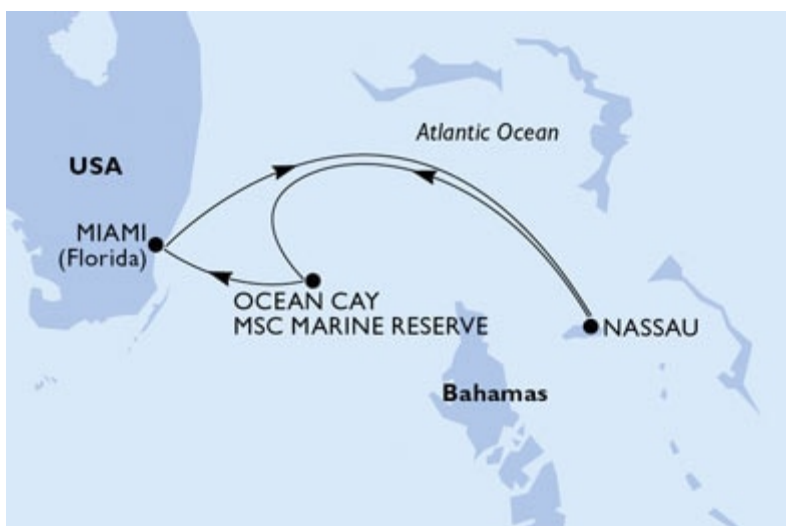 Atlantic Ocean
USA
MIAMI
(Florida)
OCEAN CAY
MSC MARINE RESERVE
NASSAU
Bahamas